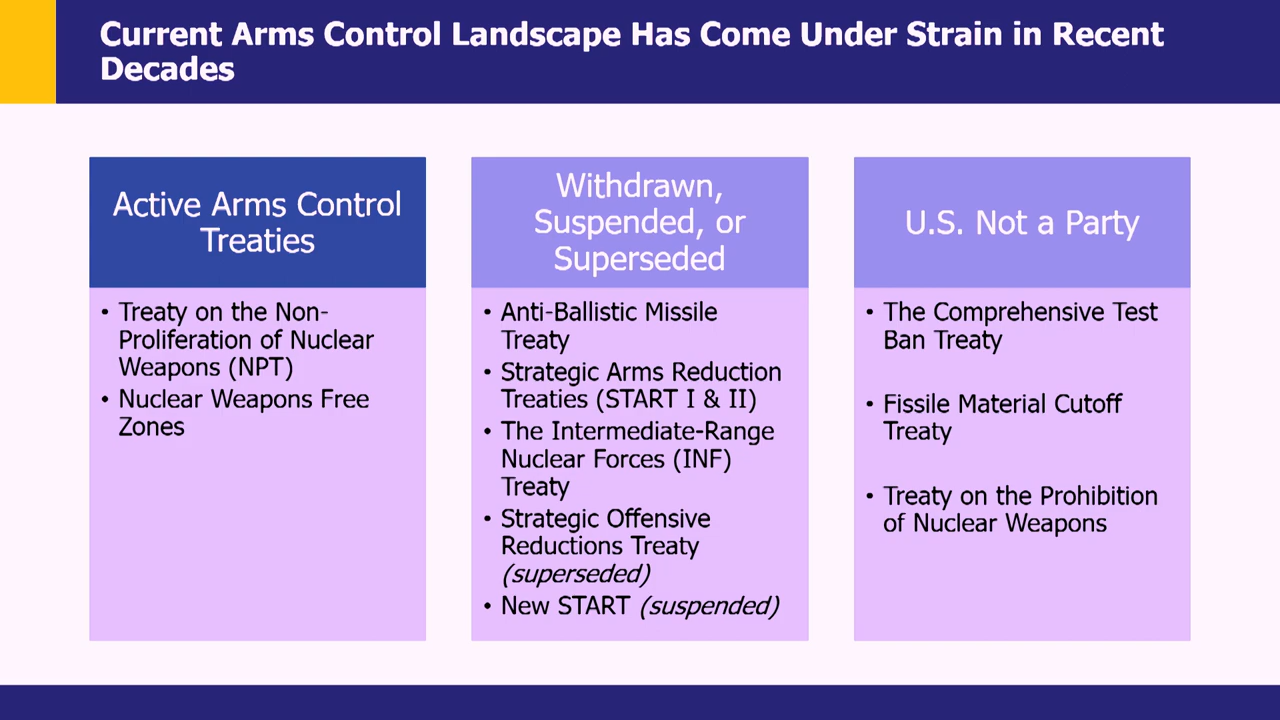 Current Arms Control Landscape Has Come Under Strain in Recent
Decades
Active Arms Control
Treaties
• Treaty on the Non-
Proliferation of Nuclear
Weapons (NPT)
• Nuclear Weapons Free
Zones
Withdrawn,
Suspended, or
Superseded
• Anti-Ballistic Missile
Treaty
• Strategic Arms Reduction
Treaties (START I & II)
• The Intermediate-Range
Nuclear Forces (INF)
Treaty
• Strategic Offensive
Reductions Treaty
(superseded)
• New START (suspended)
U.S. Not a Party
• The Comprehensive Test
Ban Treaty
• Fissile Material Cutoff
Treaty
• Treaty on the Prohibition
of Nuclear Weapons